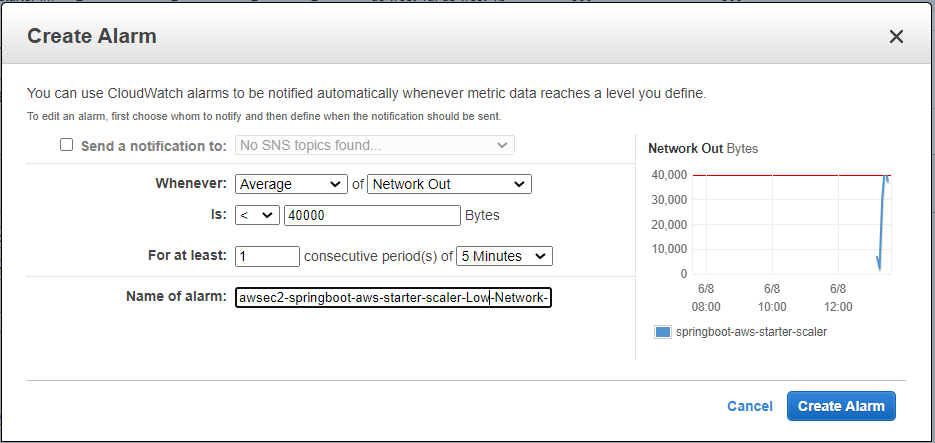 Create Alarm
You can use CloudWatch alarms to be notified automatically whenever metric data reaches a level you define.
To edit an alarm, first choose whom to notify and then define when the notification should be sent.
Send a notification to: No SNS topics found...
Whenever: Average of Network Out
Is: < 40000 Bytes
For at least: 1 consecutive period(s) of 5 Minutes
Name of alarm: awsec2-springboot-aws-starter-scaler-Low-Network-
Network Out Bytes
40,000
30,000
20,000
10,000
0
6/8 6/8 6/8
08:00 10:00 12:00
springboot-aws-starter-scaler
Cancel Create Alarm